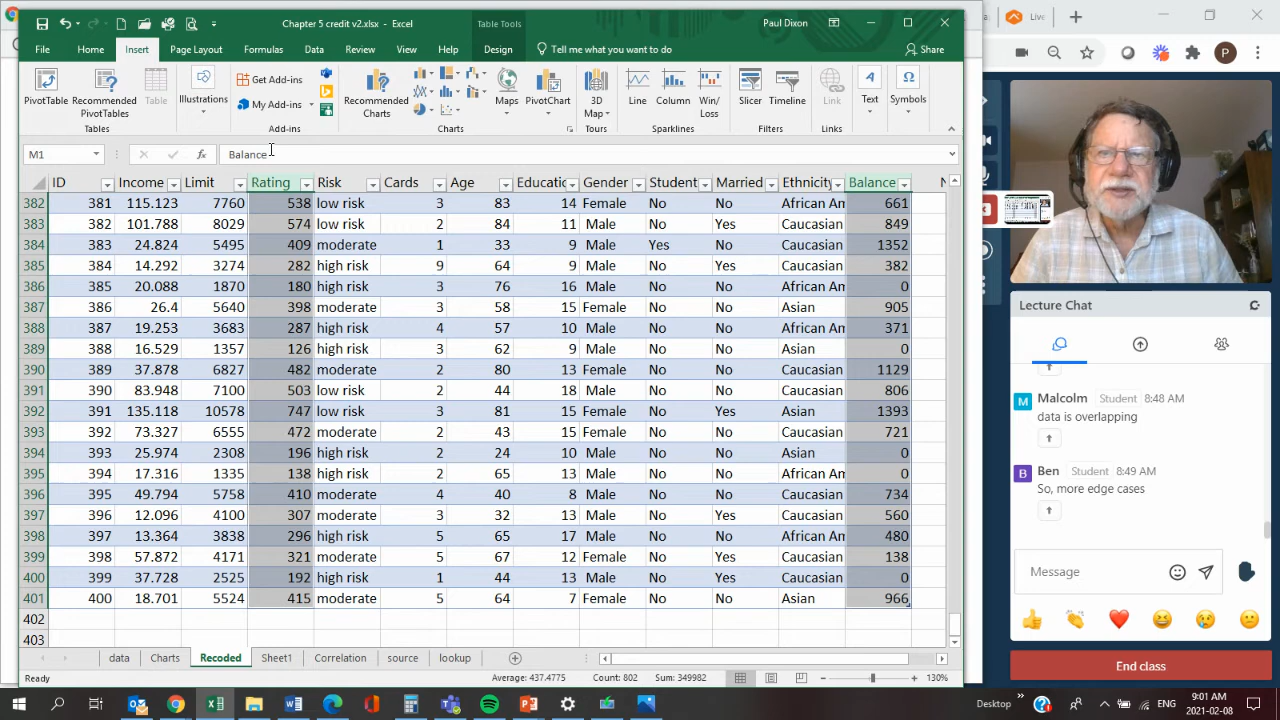 Chapter 5 credit v2.xlsx - Excel
Table Tools
Paul Dixon
Live
File Home Insert Page Layout Formulas Data Review View Help Design Tell me what you want to do Share
PivotTable Recommended PivotTables Table
Tables
Illustrations
Get Add-ins
My Add-ins
Add-ins
Recommended Charts
Maps PivotChart
Charts
3D Map
Tours
Line Column Win/Loss
Sparklines
Slicer Timeline
Filters
Link
Links
Text
Symbols
M1 fx Balance
ID Income Limit Rating Risk Cards Age Educatic Gender Student Married Ethnicity Balance N
382 381 115.123 7760 538 low risk 3 83 14 Female No No African Am 661
383 382 101.788 8029 574 low risk 2 84 11 Male No Yes Caucasian 849
384 383 24.824 5495 409 moderate 1 33 9 Male Yes No Caucasian 1352
385 384 14.292 3274 282 high risk 9 64 9 Male No Yes Caucasian 382
386 385 20.088 1870 180 high risk 3 76 16 Male No No African Am 0
387 386 26.4 5640 398 moderate 3 58 15 Female No No Asian 905
388 387 19.253 3683 287 high risk 4 57 10 Male No No African Am 371
389 388 16.529 1357 126 high risk 3 62 9 Male No No Asian 0
390 389 37.878 6827 482 moderate 2 80 13 Female No No Caucasian 1129
391 390 83.948 7100 503 low risk 2 44 18 Male No No Caucasian 806
392 391 135.118 10578 747 low risk 3 81 15 Female No Yes Asian 1393
393 392 73.327 6555 472 moderate 2 43 15 Female No No Caucasian 721
394 393 25.974 2308 196 high risk 2 24 10 Male No No Asian 0
395 394 17.316 1335 138 high risk 2 65 13 Male No No African Am 0
396 395 49.794 5758 410 moderate 4 40 8 Male No No Caucasian 734
397 396 12.096 4100 307 moderate 3 32 13 Male No Yes Caucasian 560
398 397 13.364 3838 296 high risk 5 65 17 Male No No African Am 480
399 398 57.872 4171 321 moderate 5 67 12 Female No Yes Caucasian 138
400 399 37.728 2525 192 high risk 1 44 13 Male No Yes Caucasian 0
401 400 18.701 5524 415 moderate 5 64 7 Female No No Asian 966
402
403
data Charts Recoded Sheet1 Correlation source lookup
Ready Average: 437.4775 Count: 802 Sum: 349982 130%
P
Lecture Chat
M Malcolm Student 8:48 AM
data is overlapping
B Ben Student 8:49 AM
So, more edge cases
Message
End class
Desktop ENG 9:01 AM
2021-02-08